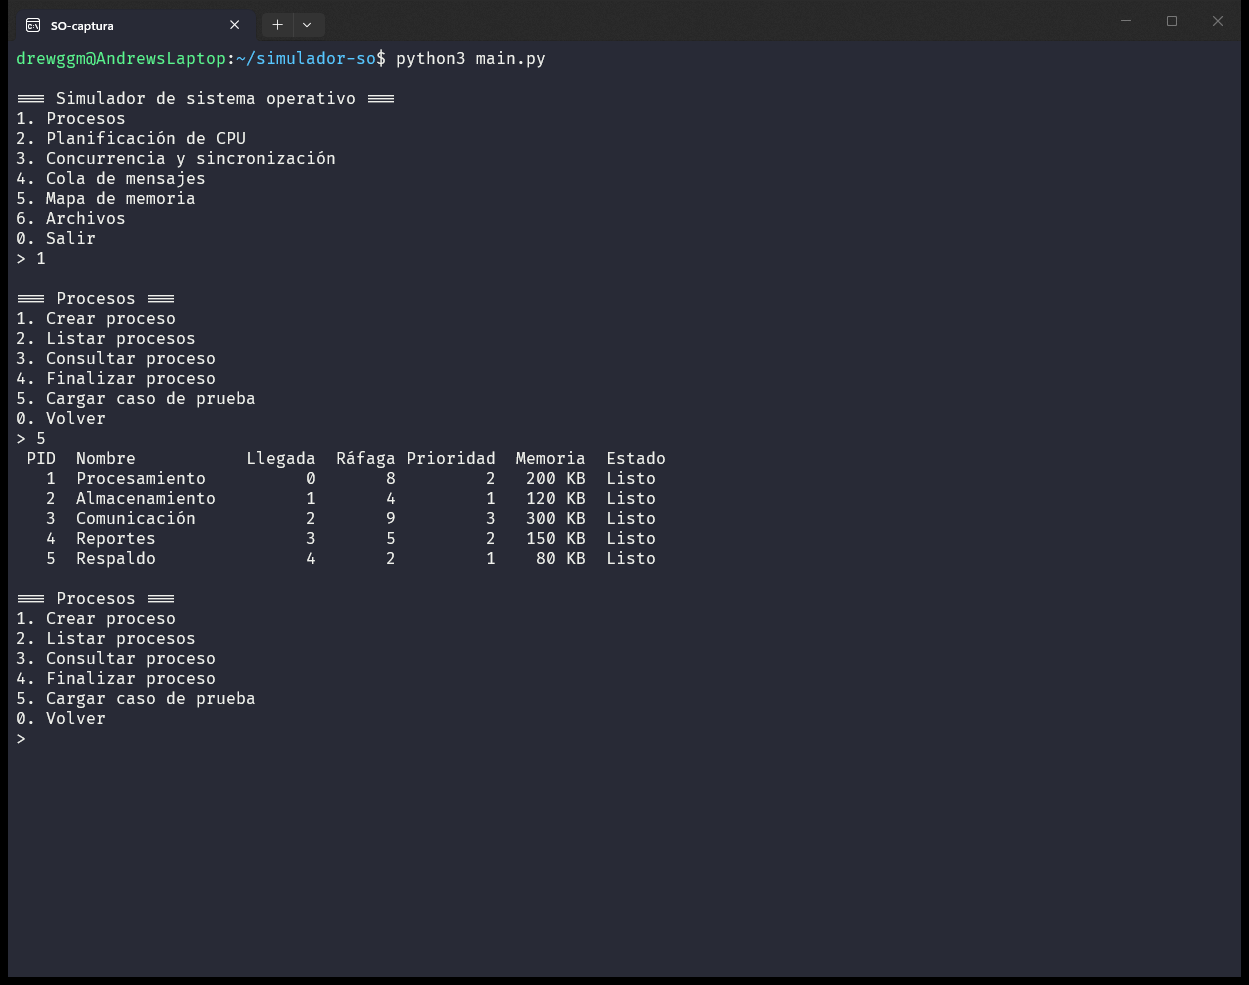 SO-captura
drewggm@AndrewsLaptop:~/simulador-so$ python3 main.py
=== Simulador de sistema operativo ===
1. Procesos
2. Planificación de CPU
3. Concurrencia y sincronización
4. Cola de mensajes
5. Mapa de memoria
6. Archivos
0. Salir
> 1
=== Procesos ===
1. Crear proceso
2. Listar procesos
3. Consultar proceso
4. Finalizar proceso
5. Cargar caso de prueba
0. Volver
> 5
PID  Nombre           Llegada  Ráfaga Prioridad  Memoria  Estado
1  Procesamiento          0       8         2   200 KB  Listo
2  Almacenamiento         1       4         1   120 KB  Listo
3  Comunicación           2       9         3   300 KB  Listo
4  Reportes               3       5         2   150 KB  Listo
5  Respaldo               4       2         1    80 KB  Listo
=== Procesos ===
1. Crear proceso
2. Listar procesos
3. Consultar proceso
4. Finalizar proceso
5. Cargar caso de prueba
0. Volver
>